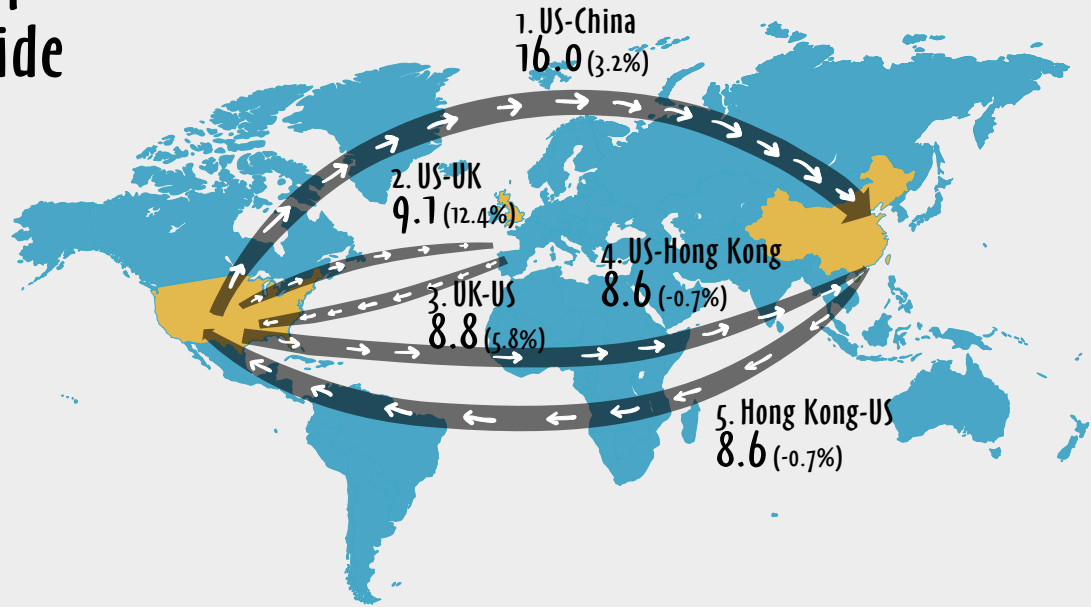 ide
1. US-China
16.0 (3.2%)
2. US-UK
9.1 (12.4%)
4. US-Hong Kong
8.6 (-0.7%)
3. UK-US
8.8 (5.8%)
5. Hong Kong-US
8.6 (-0.7%)